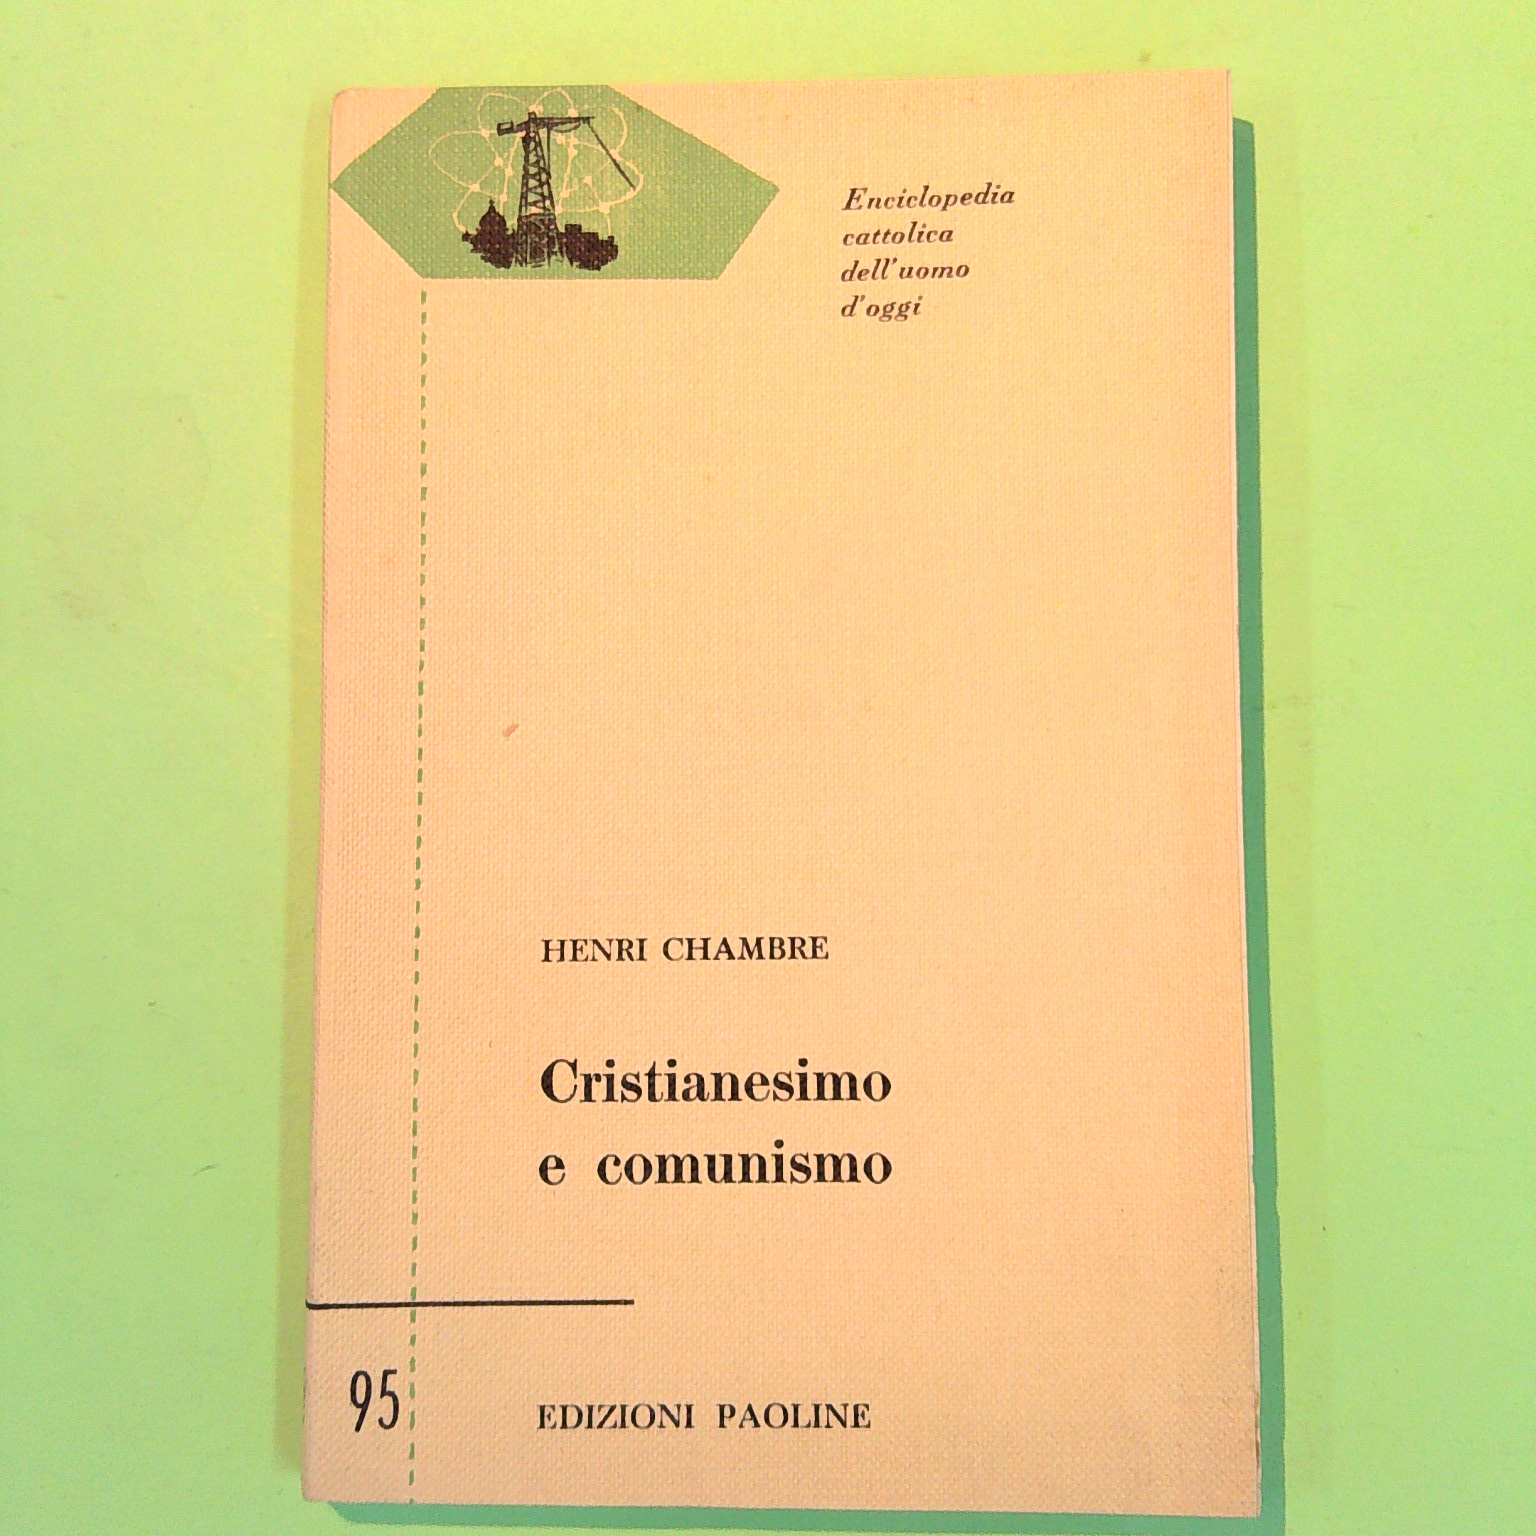 Enciclopedia
cattolica
dell'uomo
d'oggi
HENRI CHAMBRE
Cristianesimo
e comunismo
95
EDIZIONI PAOLINE